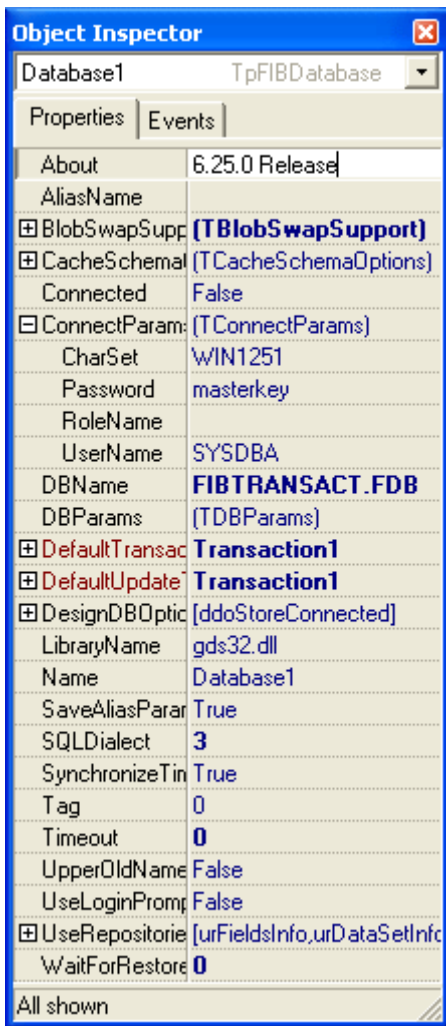 Object Inspector
Database1 TpFIBDatabase
Properties Events
About 6.25.0 Release
AliasName
BlobSwapSupp (TBlobSwapSupport)
CacheSchemal (TCacheSchemaOptions)
Connected False
ConnectParam: (TConnectParams)
CharSet WIN1251
Password masterkey
RoleName
UserName SYSDBA
DBName FIBTRANSACT.FDB
DBParams (TDBParams)
DefaultTransac Transaction1
DefaultUpdateT Transaction1
DesignDBOptic [ddoStoreConnected]
LibraryName gds32.dll
Name Database1
SaveAliasParar True
SQLDialect 3
SynchronizeTin True
Tag 0
Timeout 0
UpperOldName False
UseLoginPromp False
UseRepositorie [urFieldsInfo,urDataSetInfo
WaitForRestore 0
All shown